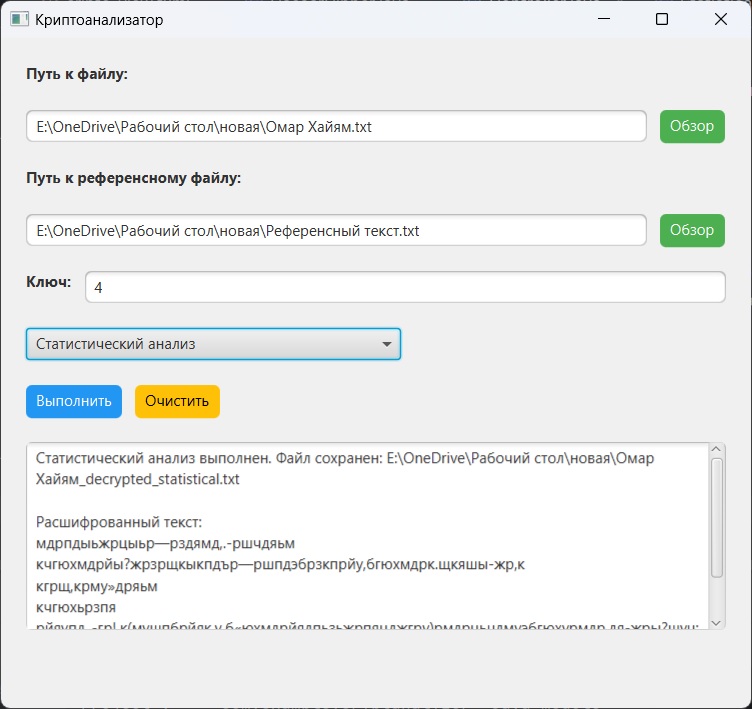 Криптоанализатор
Путь к файлу:
E:\OneDrive\Рабочий стол\новая\Омар Хайям.txt
Обзор
Путь к референсному файлу:
E:\OneDrive\Рабочий стол\новая\Референсный текст.txt
Обзор
Ключ:
4
Статистический анализ
Выполнить
Очистить
Статистический анализ выполнен. Файл сохранен: E:\OneDrive\Рабочий стол\новая\Омар
Хайям_decrypted_statistical.txt
Расшифрованный текст:
мдрпдыьжрцыьр—рздямд,.-ршчдяьм
кчгюхмдрйы?жрзрщкыкпдър—ршпдэбрзкпрйу,бгюхмдрк.щкяшы-жр,к
кгрщ,крму»дряьм
кчгюхьрзпя